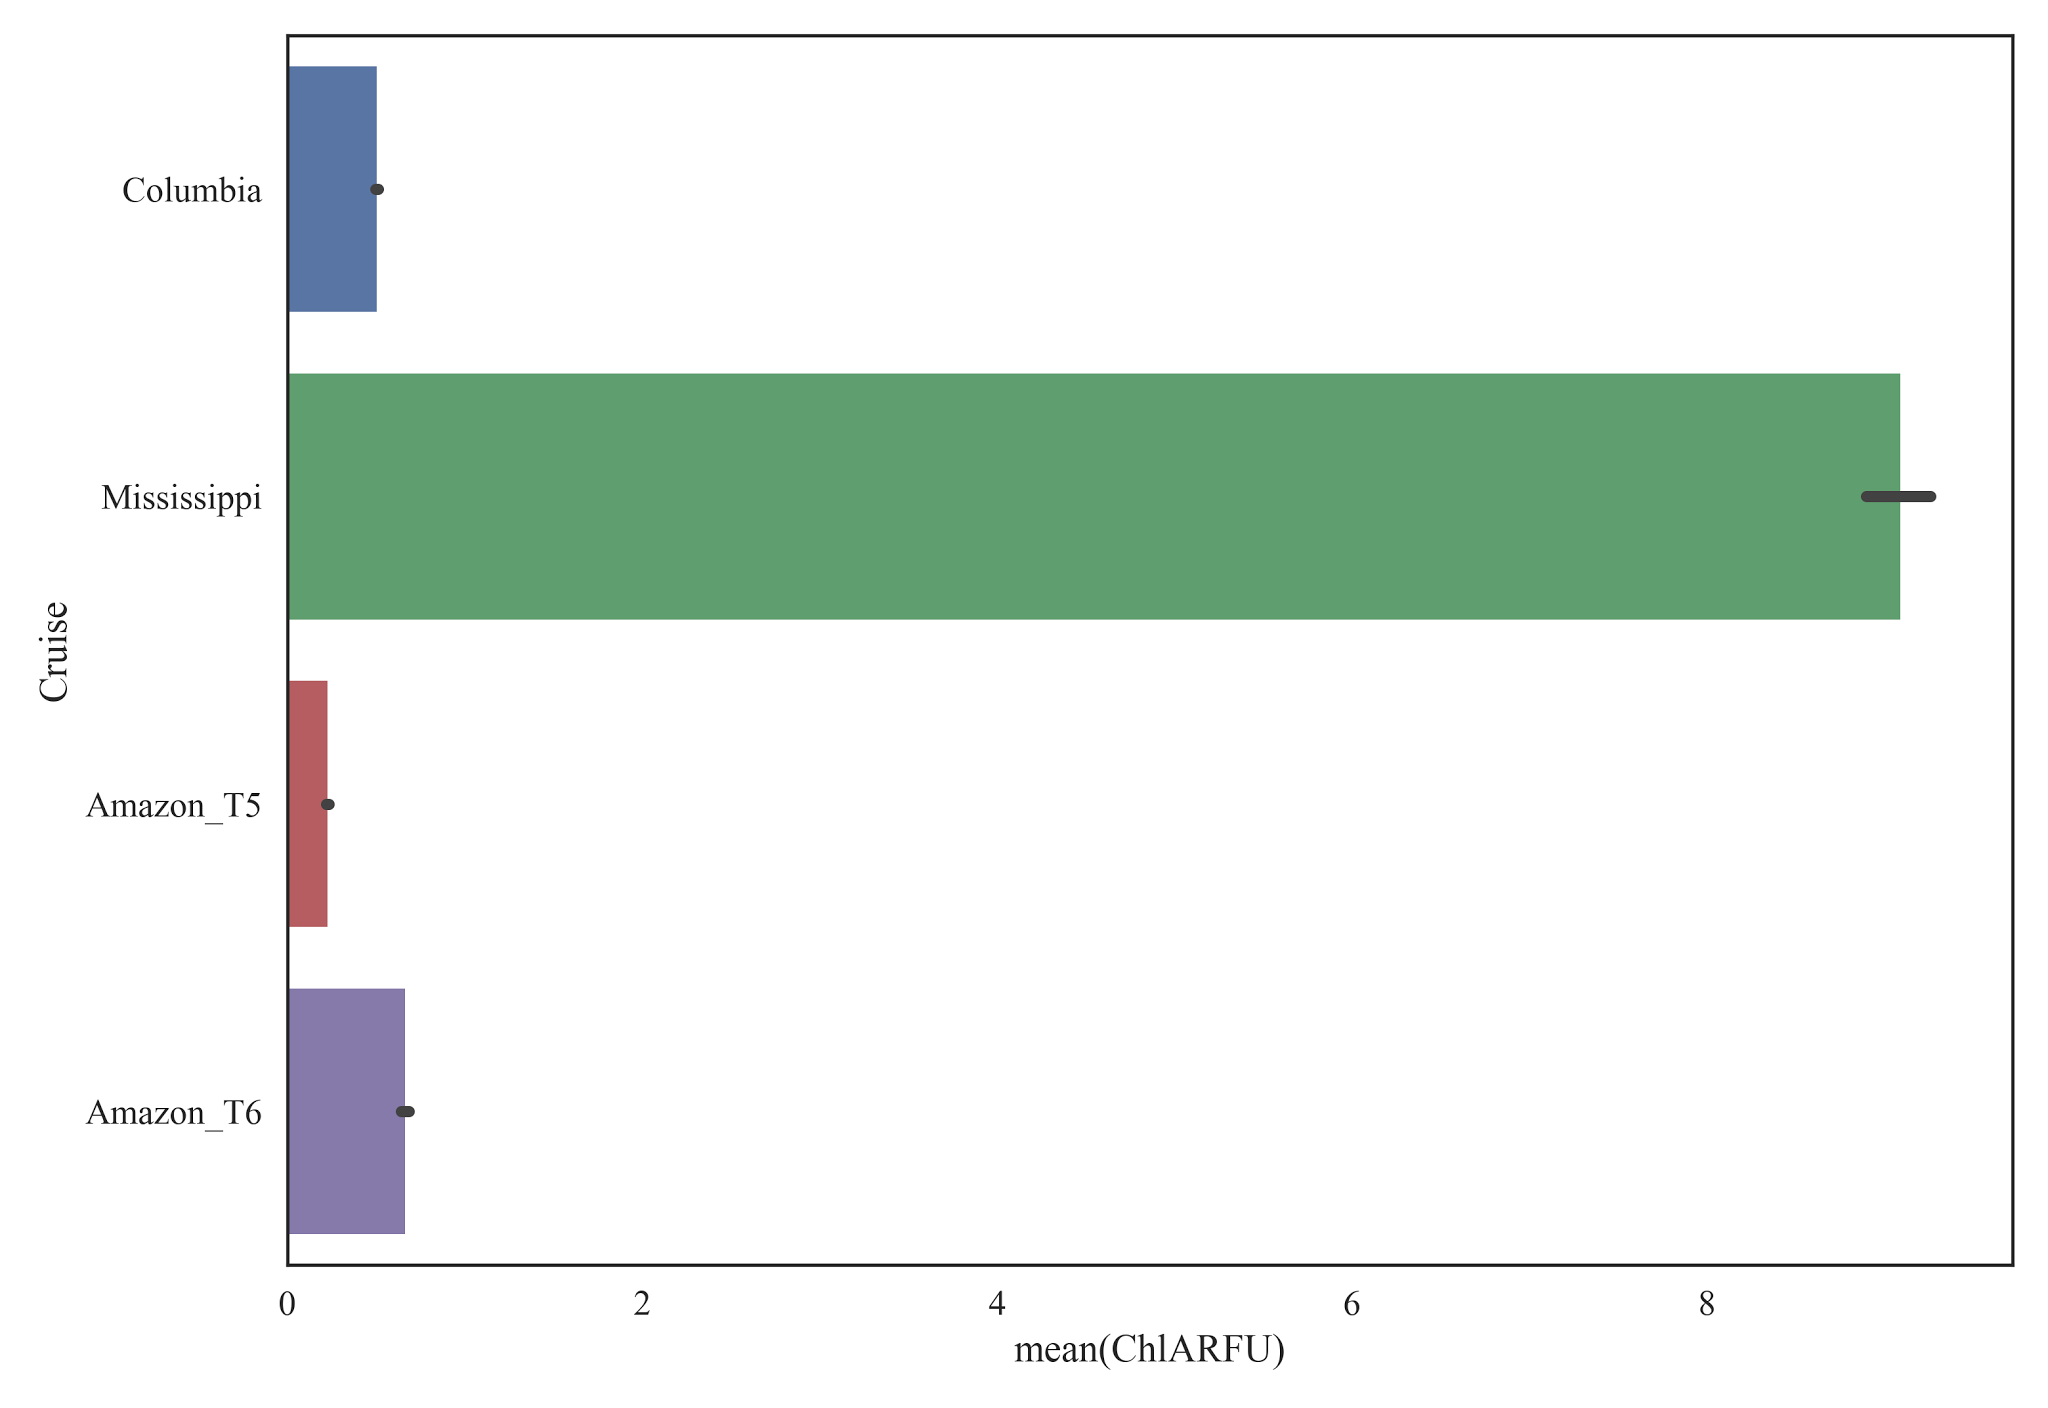 Columbia
Mississippi
Cruise
Amazon_T5
Amazon_T6
0 2 4 6 8
mean(ChlARFU)